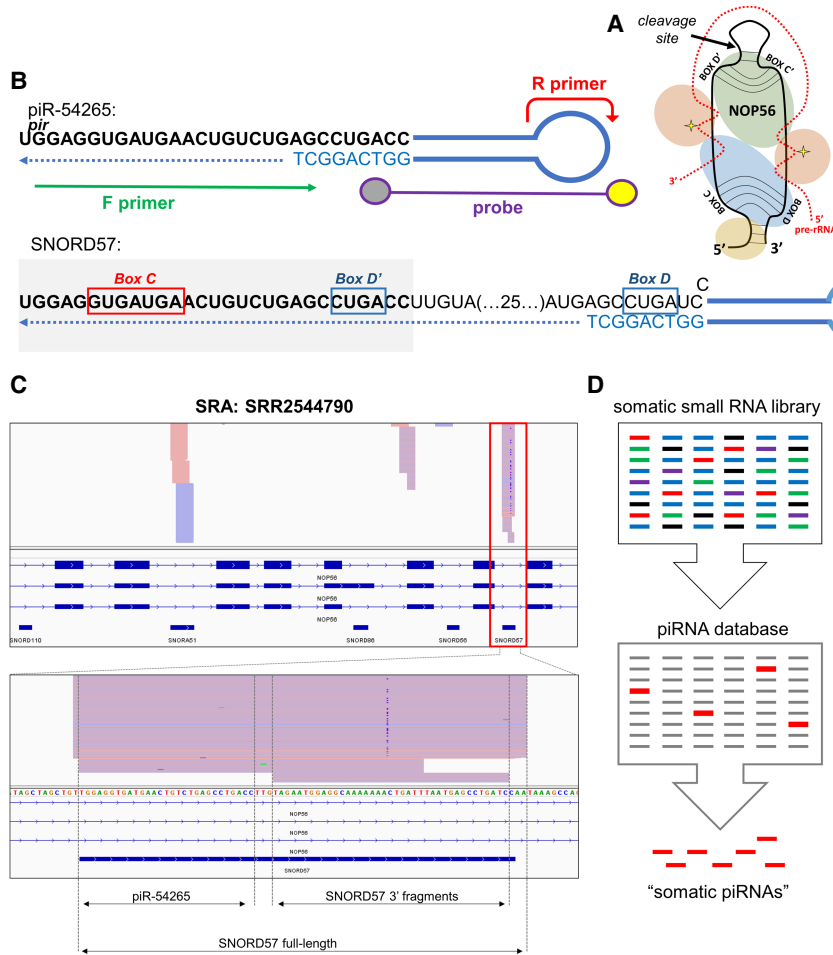 A
cleavage
site
BOX D'
BOX C'
NOP56
3'
BOX C
BOX D
5'
pre-rRNA
5'
3'
B
piR-54265:
pir
UGGAGGUGAUGAACUGUCUGAGCCUGACC
TCGGACTGG
R primer
F primer
probe
SNORD57:
Box C
Box D'
Box D
UGGAGGUGAUGAACUGUCUGAGCCUGACCUUGUA(...25...)AUGAGCCUGAUC
C
TCGGACTGG
C
SRA: SRR2544790
NOP56
NOP56
NOP56
SNORD110
SNORA51
SNORD86
SNORD56
SNORD57
TAGCTAGCTGTTGGAGGTGATGAACTGTCTGAGCCTGACCTTGTAGAATGGAGGCAAAAAAACTGATTTAATGAGCCTGATCCAATAAAGCCA
NOP56
NOP56
NOP56
SNORD57
piR-54265
SNORD57 3' fragments
SNORD57 full-length
D
somatic small RNA library
piRNA database
"somatic piRNAs"